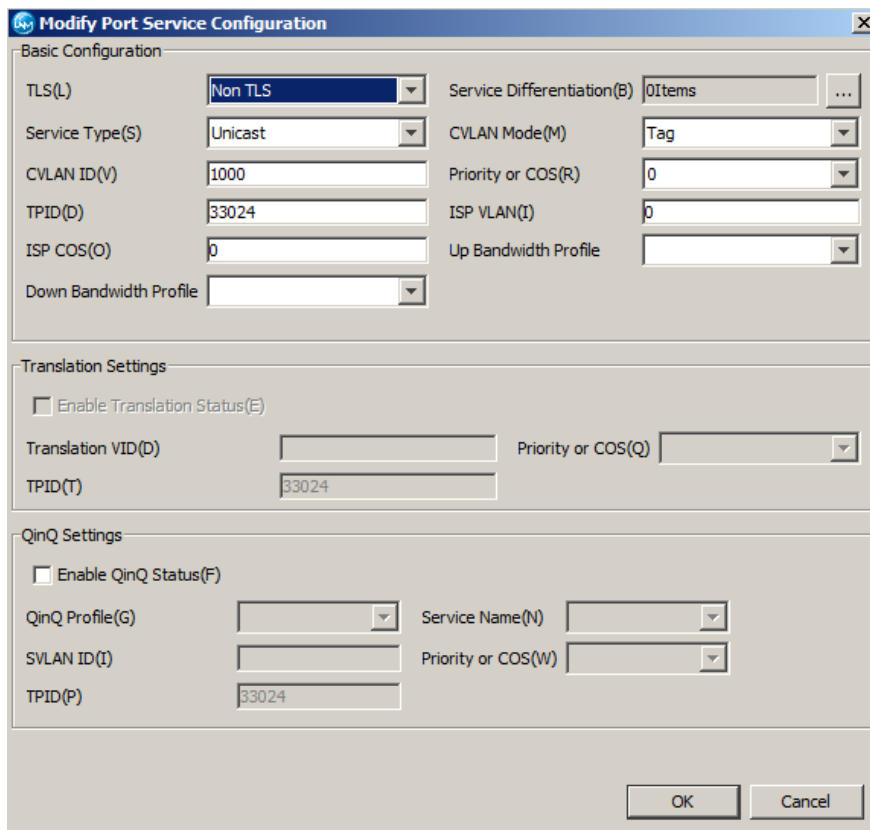 Modify Port Service Configuration
Basic Configuration
TLS(L) Non TLS Service Differentiation(B) 0Items ...
Service Type(S) Unicast CVLAN Mode(M) Tag
CVLAN ID(V) 1000 Priority or COS(R) 0
TPID(D) 33024 ISP VLAN(I) 0
ISP COS(O) 0 Up Bandwidth Profile
Down Bandwidth Profile
Translation Settings
Enable Translation Status(E)
Translation VID(D) Priority or COS(Q)
TPID(T) 33024
QinQ Settings
Enable QinQ Status(F)
QinQ Profile(G) Service Name(N)
SVLAN ID(I) Priority or COS(W)
TPID(P) 33024
OK Cancel